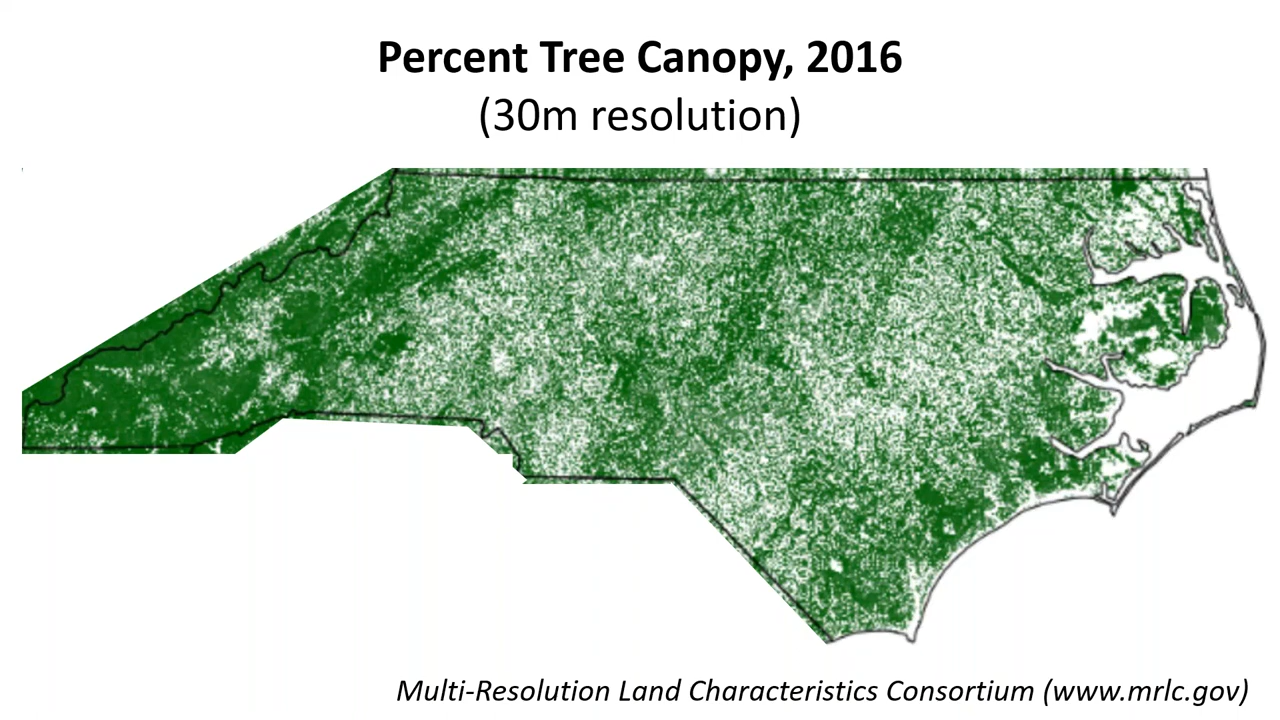 Percent Tree Canopy, 2016
(30m resolution)
Multi-Resolution Land Characteristics Consortium (www.mrlc.gov)